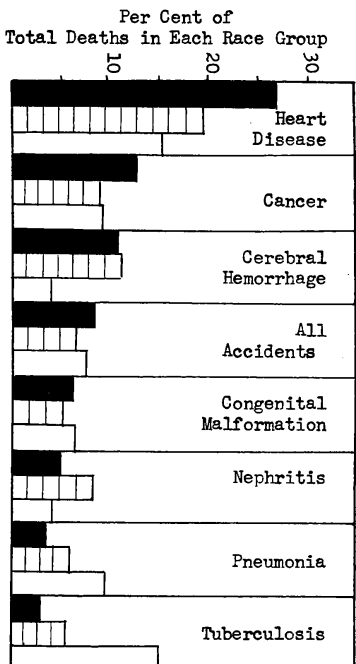 Per Cent of
Total Deaths in Each Race Group
10 20 30
Heart
Disease
Cancer
Cerebral
Hemorrhage
All
Accidents
Congenital
Malformation
Nephritis
Pneumonia
Tuberculosis